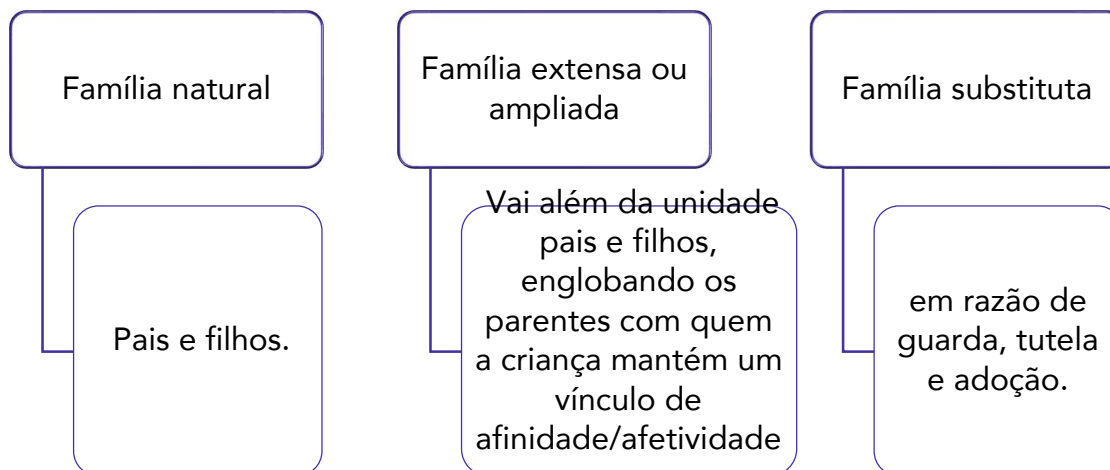 Família natural
Pais e filhos.
Família extensa ou
ampliada
Vai além da unidade
pais e filhos,
englobando os
parentes com quem
a criança mantém um
vínculo de
afinidade/afetividade
Família substituta
em razão de
guarda, tutela
e adoção.